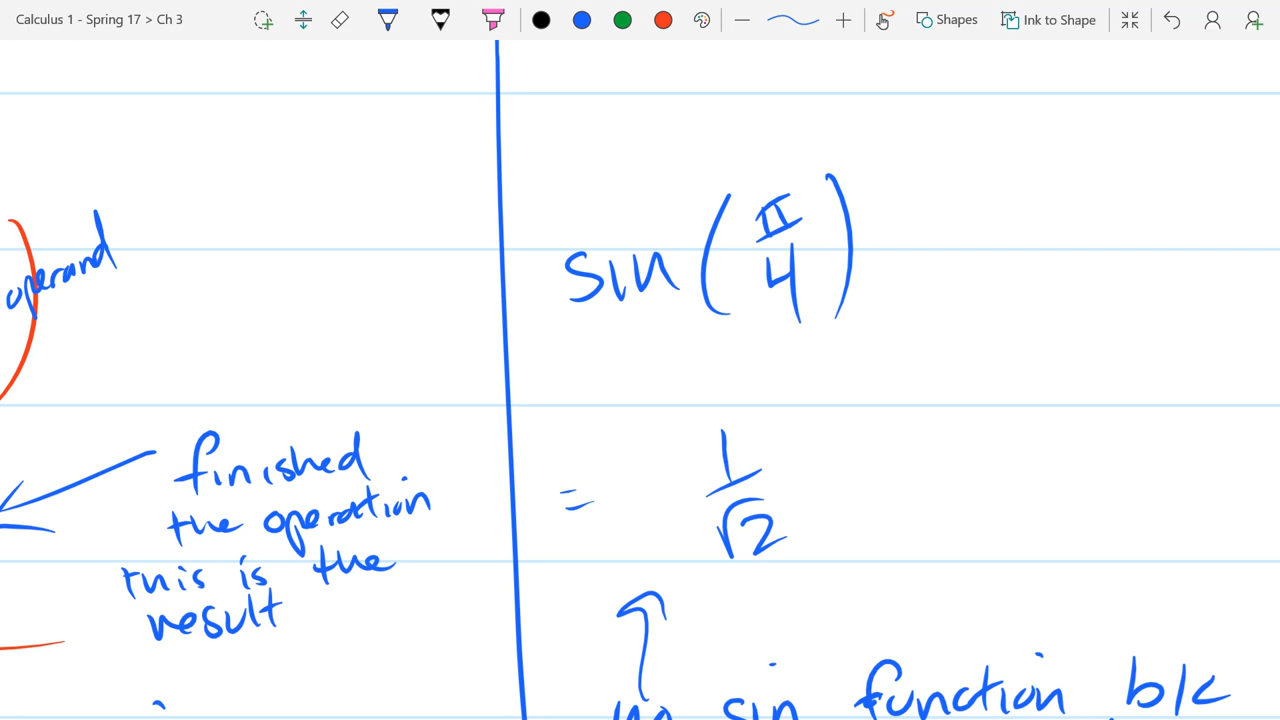 Calculus 1 - Spring 17 > Ch 3
Shapes
Ink to Shape
operand
finished
the operation
this is the
result
sin(π/4)
= 1/√2
no sin function b/c